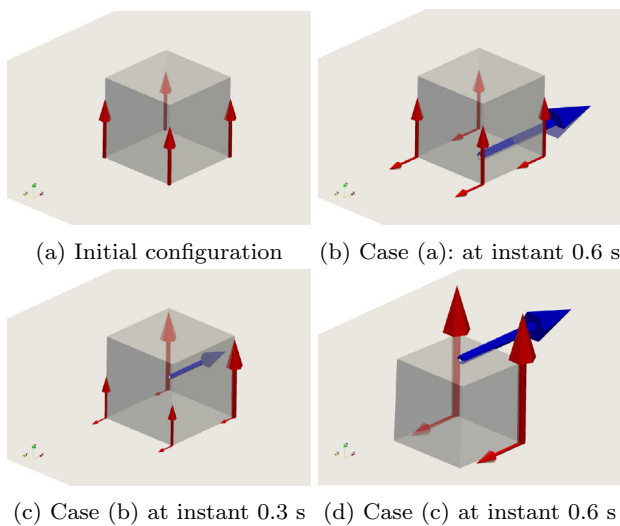 (a) Initial configuration
(b) Case (a): at instant 0.6 s
(c) Case (b) at instant 0.3 s
(d) Case (c) at instant 0.6 s